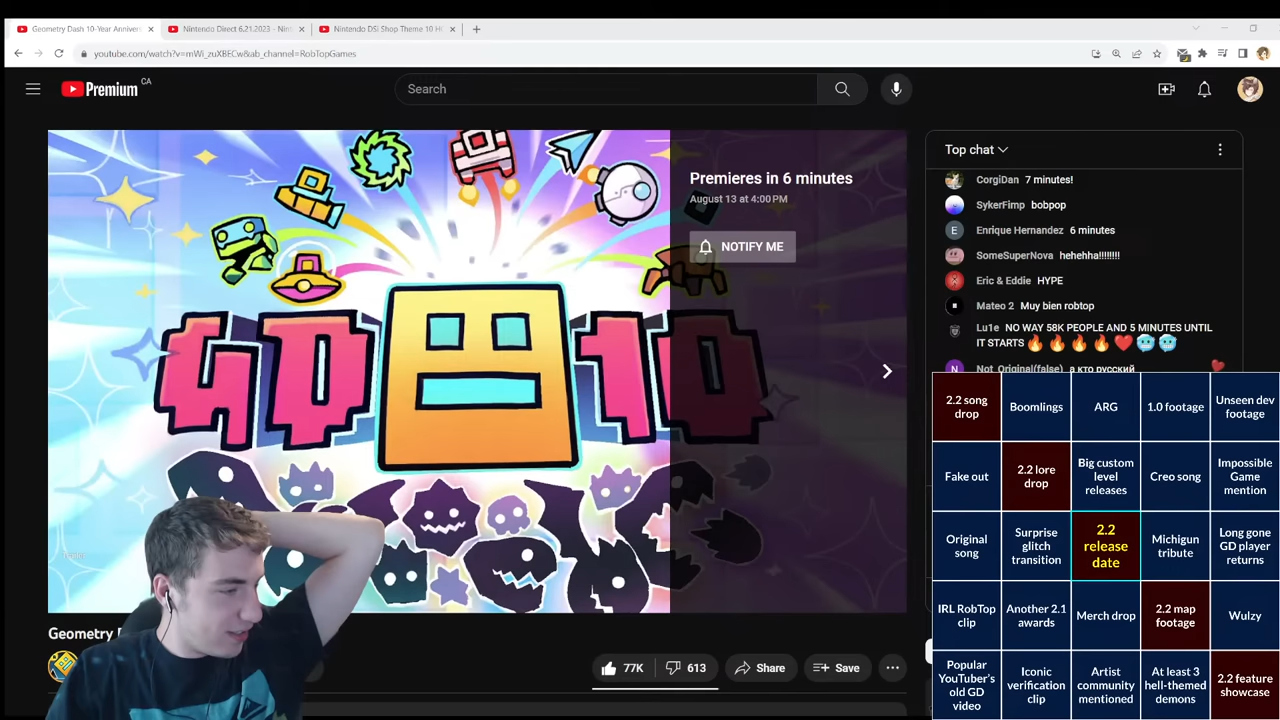 Geometry Dash 10-Year Annivers
Nintendo Direct 6.21.2023 - Nint
Nintendo DSi Shop Theme 10 HO
youtube.com/watch?v=mWi_zuXBECw&ab_channel=RobTopGames
Premium CA
Search
GD 10
Premieres in 6 minutes
August 13 at 4:00 PM
NOTIFY ME
Top chat
CorgiDan 7 minutes!
SykerFimp bobpop
E
Enrique Hernandez 6 minutes
SomeSuperNova hehehha!!!!!!!!
Eric & Eddie HYPE
Mateo 2 Muy bien robtop
Lu1e NO WAY 58K PEOPLE AND 5 MINUTES UNTIL
IT STARTS🔥🔥🔥🔥❤️🥶🥶
N
Not_Original(false) а кто русский
2.2 song
drop
Boomlings
ARG
1.0 footage
Unseen dev
footage
Fake out
2.2 lore
drop
Big custom
level
releases
Creo song
Impossible
Game
mention
Original
song
Surprise
glitch
transition
2.2
release
date
Michigun
tribute
Long gone
GD player
returns
IRL RobTop
clip
Another 2.1
awards
Merch drop
2.2 map
footage
Wulzy
Popular
YouTuber's
old GD
video
Iconic
verification
clip
Artist
community
mentioned
At least 3
hell-themed
demons
2.2 feature
showcase
Geometry
77K
613
Share
Save